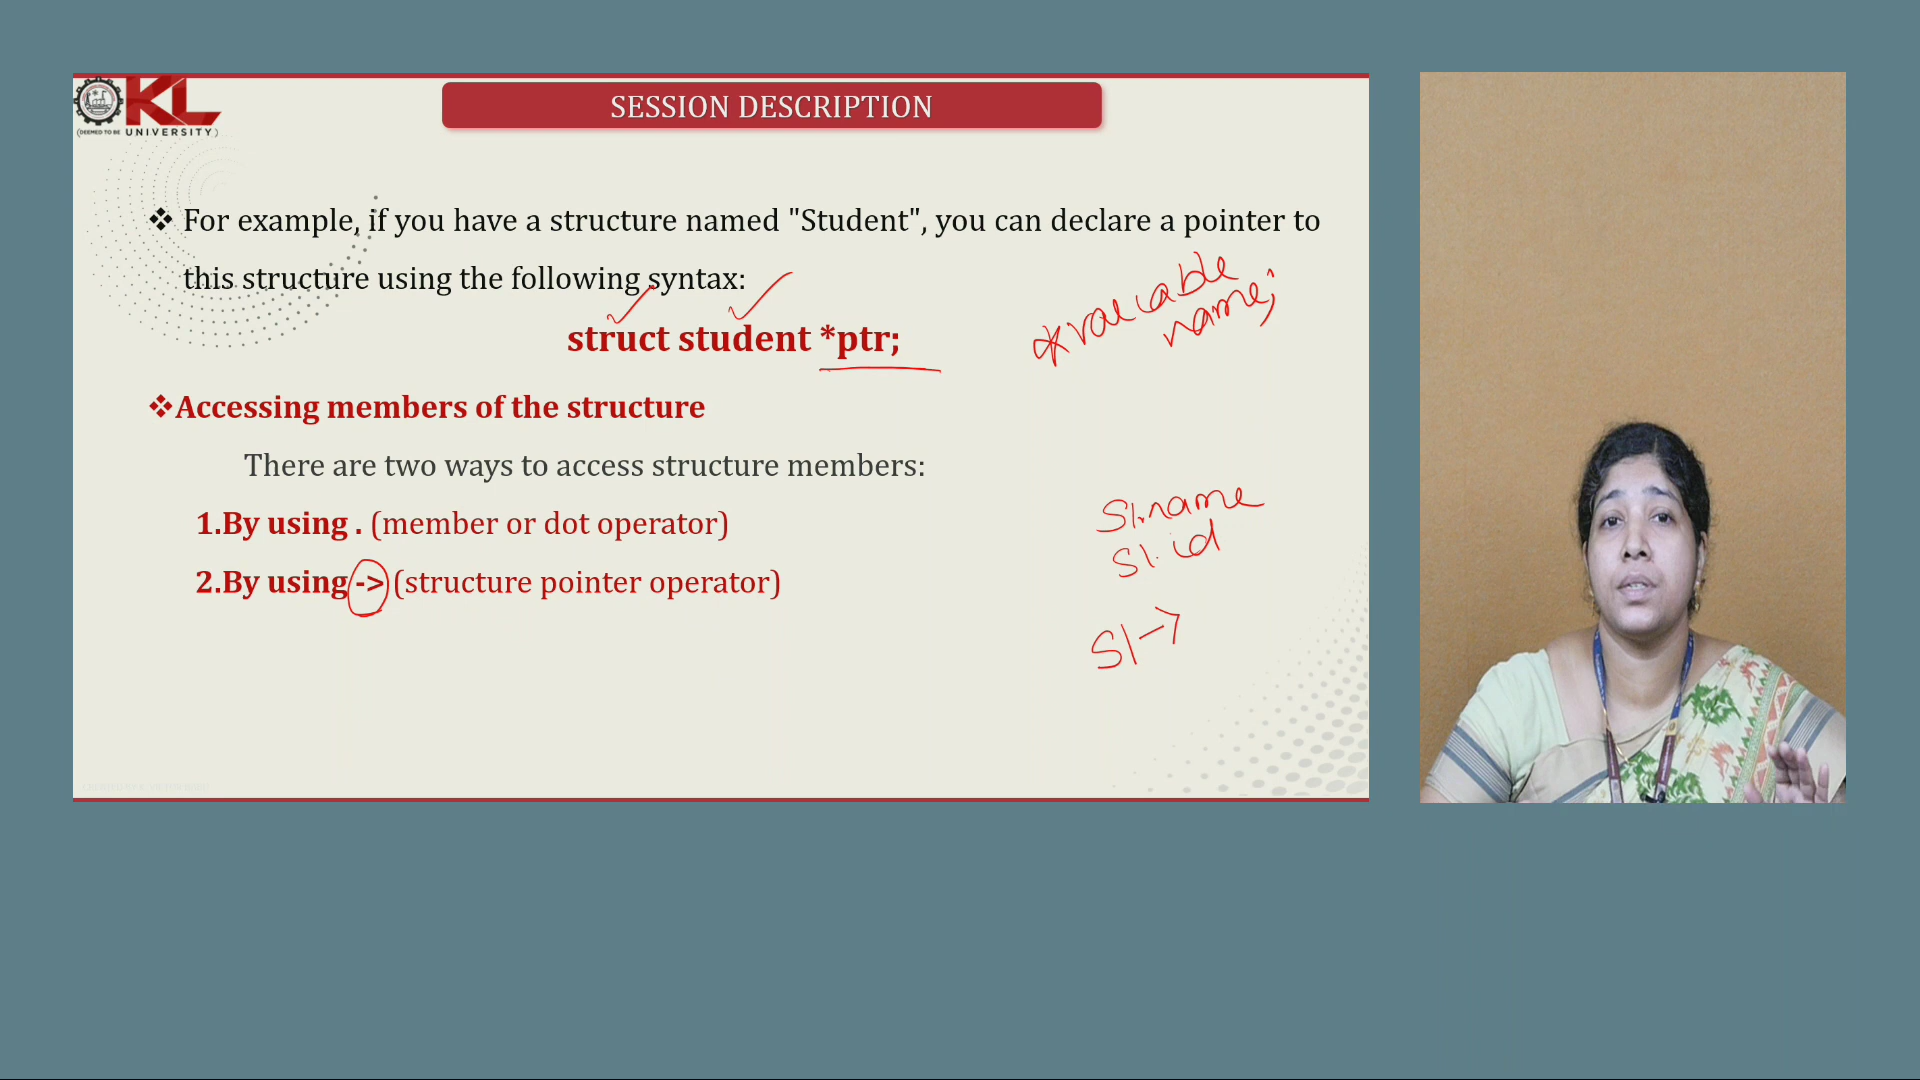 KL
(DEEMED TO BE UNIVERSITY)
SESSION DESCRIPTION
❖ For example, if you have a structure named "Student", you can declare a pointer to
this structure using the following syntax:
struct student *ptr;
*variable
name;
❖Accessing members of the structure
There are two ways to access structure members:
1.By using . (member or dot operator)
2.By using -> (structure pointer operator)
S1.name
S1.id
S1->